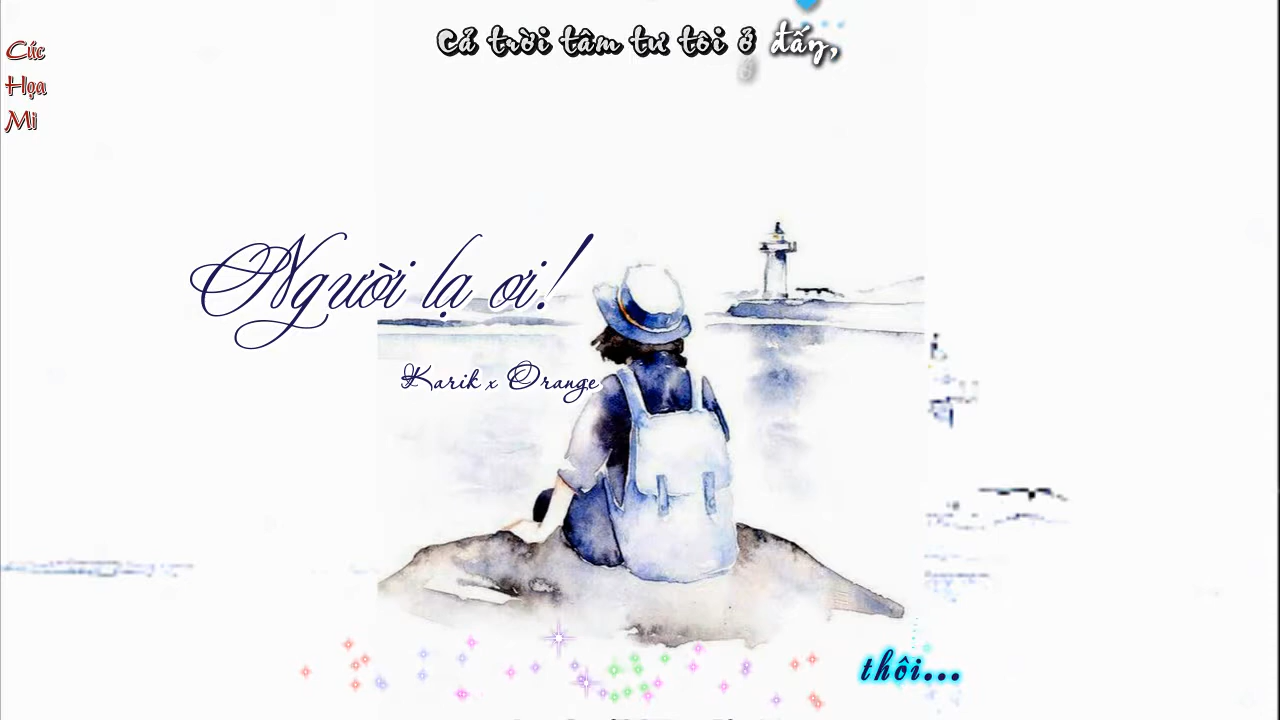 Cả trời tâm tư tôi ở đấy,
Cúc
Họa
Mi
Người lạ ơi!
Karik x Orange
thôi...